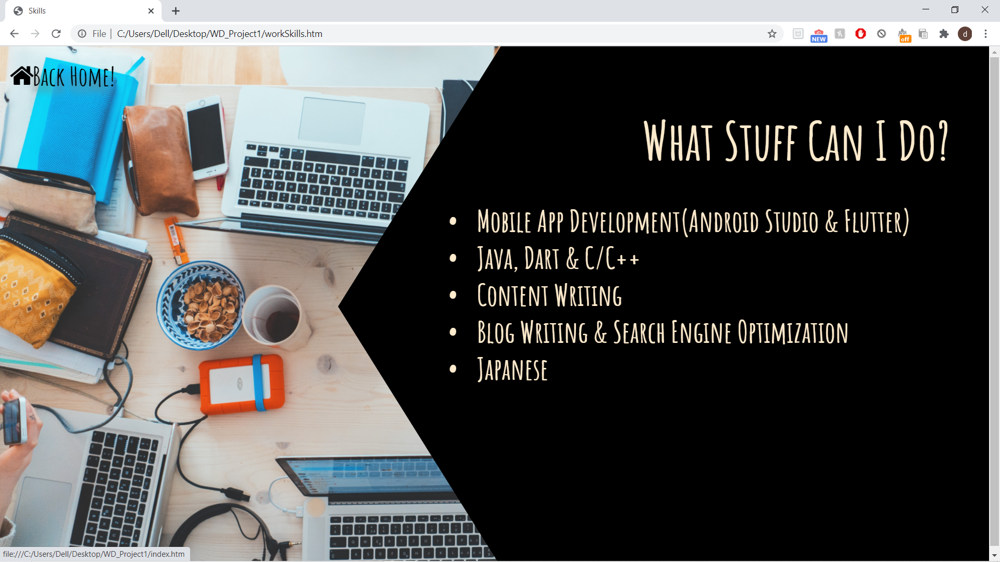 Skills
File
C:/Users/Dell/Desktop/WD_Project1/workSkills.htm
NEW
off
d
Back Home!
What Stuff Can I Do?
• Mobile App Development(Android Studio & Flutter)
• Java, Dart & C/C++
• Content Writing
• Blog Writing & Search Engine Optimization
• Japanese
file:///C:/Users/Dell/Desktop/WD_Project1/index.htm